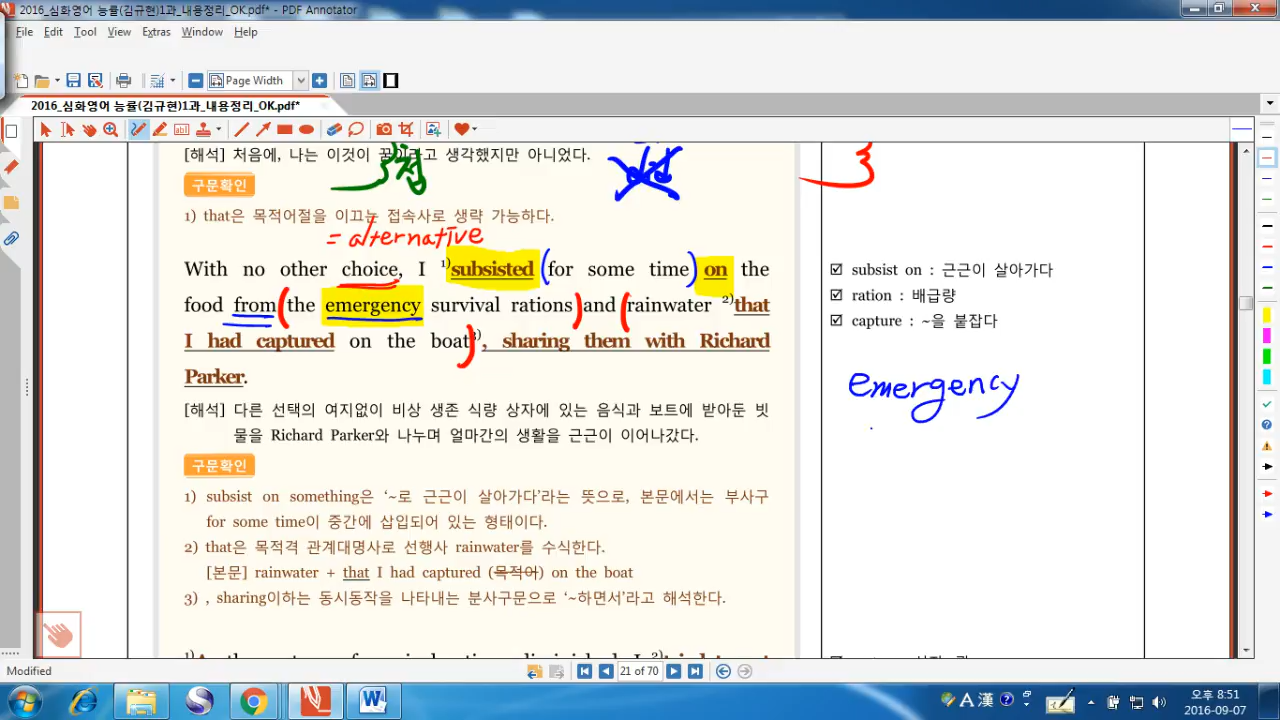 2016_심화영어 능률(김규현)1과_내용정리_OK.pdf* - PDF Annotator
File Edit Tool View Extras Window Help
Page Width
2016_심화영어 능률(김규현)1과_내용정리_OK.pdf*
[해석] 처음에, 나는 이것이 꿈이라고 생각했지만 아니었다.
구문확인
1) that은 목적어절을 이끄는 접속사로 생략 가능하다.
= alternative
With no other choice, I 1)subsisted (for some time) on the
food from (the emergency survival rations) and (rainwater 2)that
I had captured on the boat)3), sharing them with Richard
Parker.
[해석] 다른 선택의 여지없이 비상 생존 식량 상자에 있는 음식과 보트에 받아둔 빗
물을 Richard Parker와 나누며 얼마간의 생활을 근근이 이어나갔다.
구문확인
1) subsist on something은 ‘~로 근근이 살아가다’라는 뜻으로, 본문에서는 부사구
for some time이 중간에 삽입되어 있는 형태이다.
2) that은 목적격 관계대명사로 선행사 rainwater를 수식한다.
[본문] rainwater + that I had captured (목적어) on the boat
3) , sharing이하는 동시동작을 나타내는 분사구문으로 ‘~하면서’라고 해석한다.
☑ subsist on : 근근이 살아가다
☑ ration : 배급량
☑ capture : ~을 붙잡다
emergency
Modified
21 of 70
A 漢
오후 8:51
2016-09-07